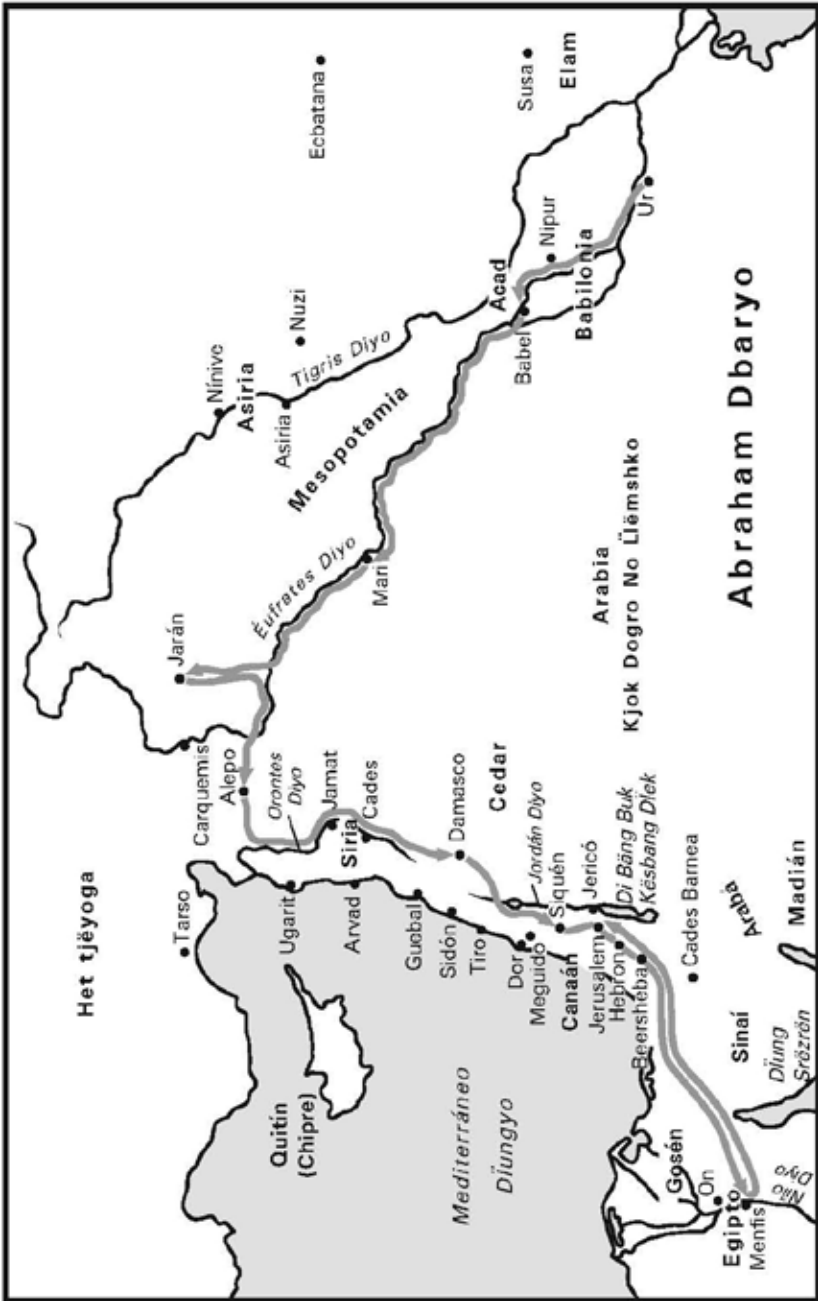 Het tjëyoga
Tarso
Carquemis
Alepo
Jarán
Nínive
Asiria
Asiria
Nuzi
Ecbatana
Tigris Diyo
Mesopotamia
Éufrates Diyo
Mari
Acad
Babel
Nipur
Babilonia
Ur
Susa
Elam
Quitín
(Chipre)
Ugarit
Orontes
Diyo
Jamat
Siria
Cades
Arvad
Guebal
Sidón
Tiro
Damasco
Cedar
Mediterráneo
Dïungyo
Dor
Meguido
Jordán Diyo
Siquén
Canaán
Jericó
Jerusalem
Hebron
Beersheba
Di Bäng Buk
Kësbang Dlek
Arabia
Kjok Dogro No L̈lëmshko
Cades Barnea
Arabia
Madián
Sinaí
Dïung
Srözrön
Gosén
On
Egipto
Menfis
Nilo
Diyo
Abraham Dbaryo